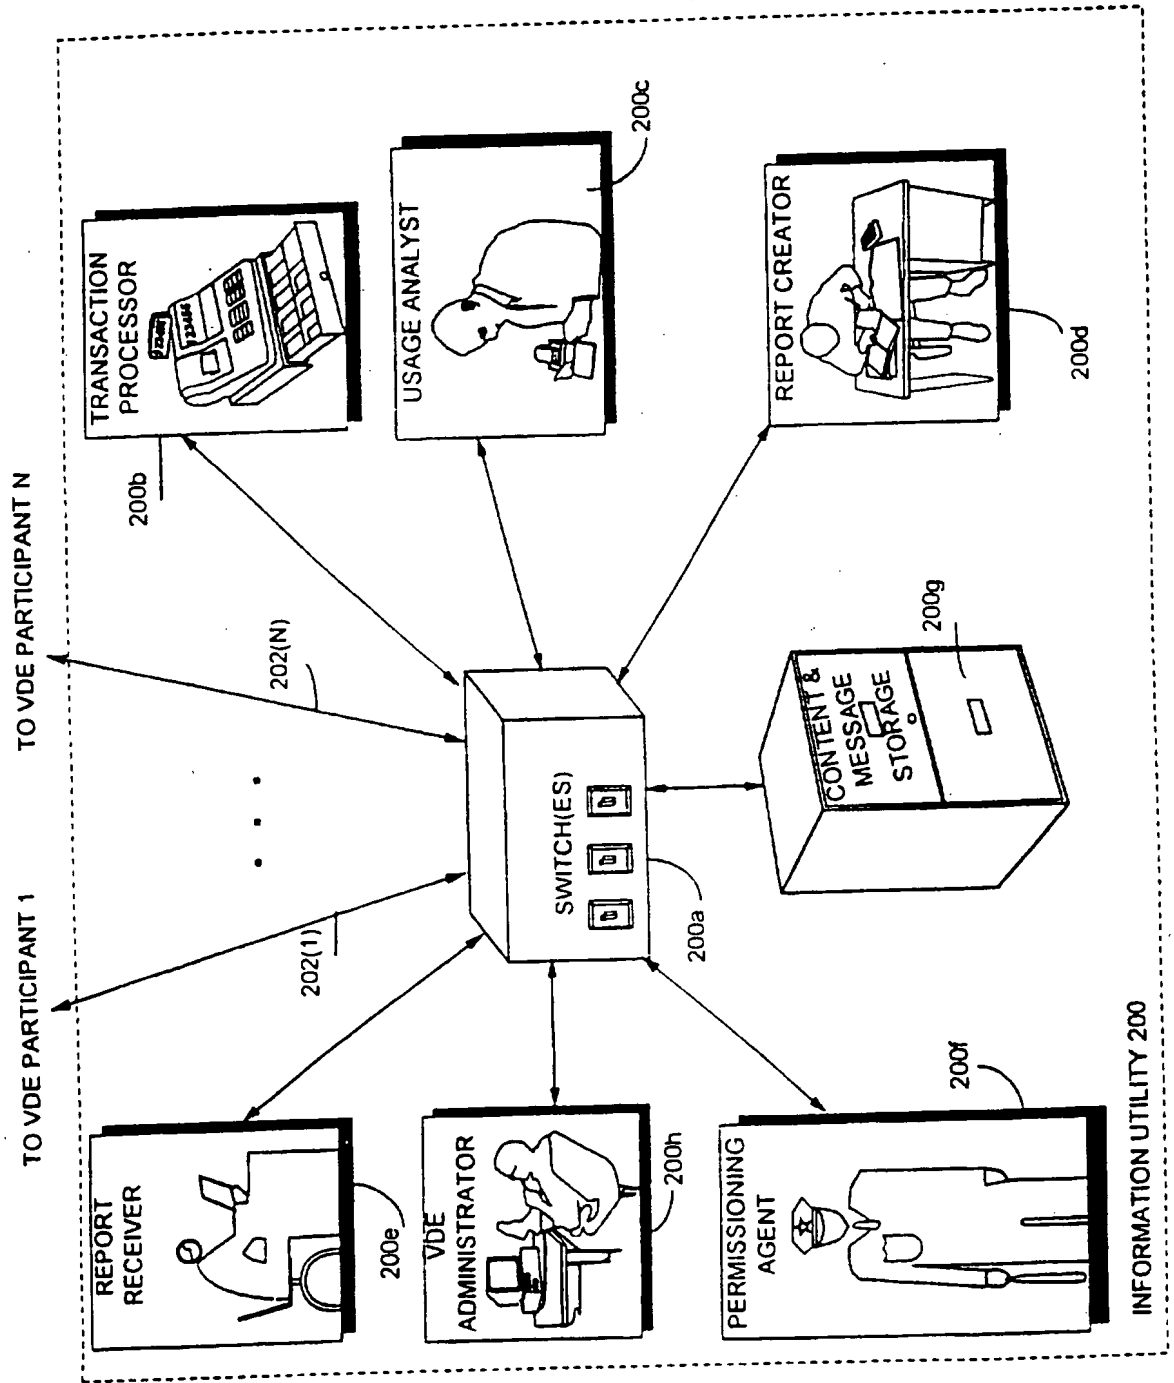 TO VDE PARTICIPANT 1
TO VDE PARTICIPANT N
REPORT
RECEIVER
200e
202(1)
202(N)
TRANSACTION
PROCESSOR
200b
VDE
ADMINISTRATOR
200h
SWITCH(ES)
200a
USAGE ANALYST
200c
PERMISSIONING
AGENT
200f
CONTENT &
MESSAGE
STORAGE
200g
REPORT CREATOR
200d
INFORMATION UTILITY 200